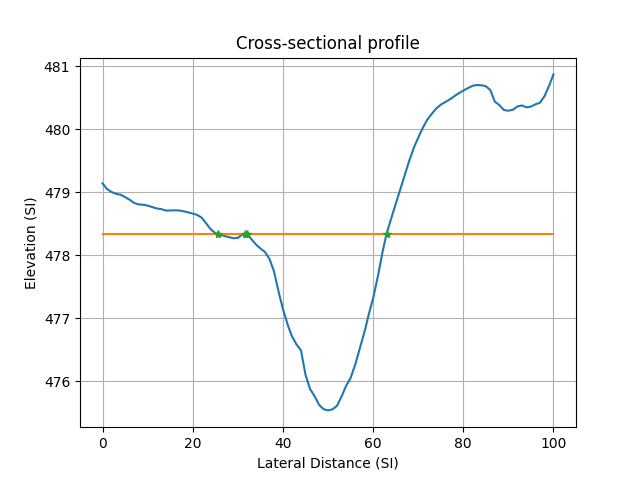 Cross-sectional profile
Elevation (SI)
481
480
479
478
477
476
0 20 40 60 80 100
Lateral Distance (SI)